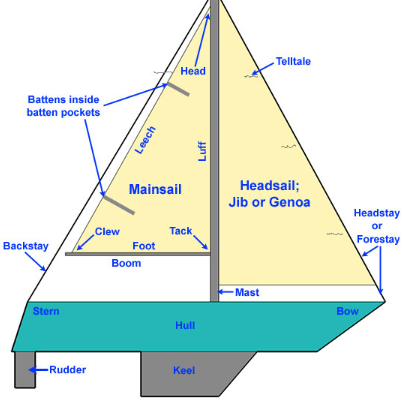 Head
Telltale
Battens inside
batten pockets
Leech
Luff
Mainsail
Headsail;
Jib or Genoa
Headstay
or
Forestay
Clew
Tack
Backstay
Foot
Boom
Mast
Stern
Bow
Hull
Rudder
Keel